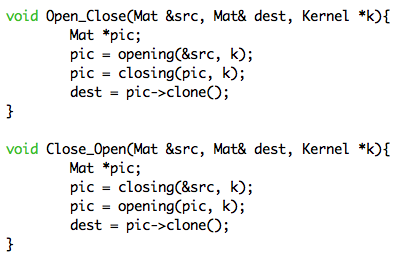 void Open_Close(Mat &src, Mat& dest, Kernel *k){
        Mat *pic;
        pic = opening(&src, k);
        pic = closing(pic, k);
        dest = pic->clone();
}

void Close_Open(Mat &src, Mat& dest, Kernel *k){
        Mat *pic;
        pic = closing(&src, k);
        pic = opening(pic, k);
        dest = pic->clone();
}